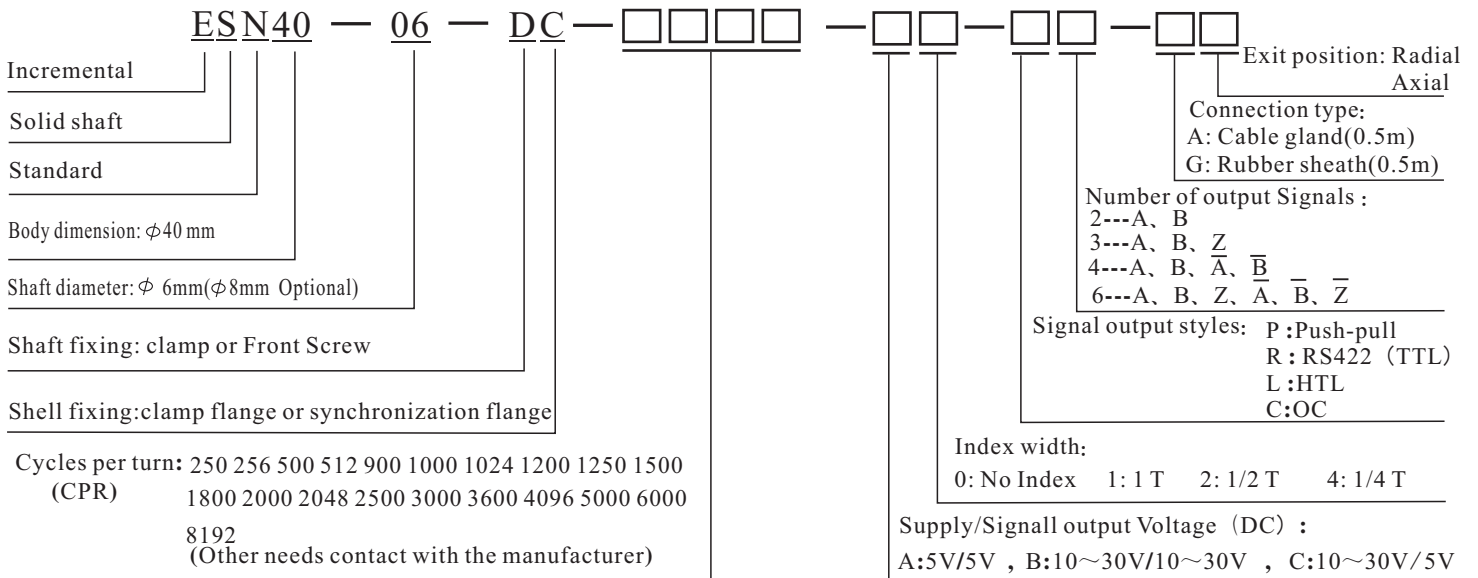 ESN40 — 06 — DC — □□□□ — □□ — □□ — □□
Incremental
Solid shaft
Standard
Body dimension: ϕ40 mm
Shaft diameter: ϕ 6mm(ϕ8mm Optional)
Shaft fixing: clamp or Front Screw
Shell fixing:clamp flange or synchronization flange
Cycles per turn: 250 256 500 512 900 1000 1024 1200 1250 1500
(CPR) 1800 2000 2048 2500 3000 3600 4096 5000 6000
8192
(Other needs contact with the manufacturer)
Exit position: Radial
Axial
Connection type:
A: Cable gland(0.5m)
G: Rubber sheath(0.5m)
Number of output Signals :
2---A、B
3---A、B、Z
4---A、B、A̅、B̅
6---A、B、Z、A̅、B̅、Z̅
Signal output styles: P :Push-pull
R : RS422（TTL）
L :HTL
C:OC
Index width:
0: No Index 1: 1 T 2: 1/2 T 4: 1/4 T
Supply/Signall output Voltage（DC）:
A:5V/5V , B:10～30V/10～30V , C:10～30V/5V